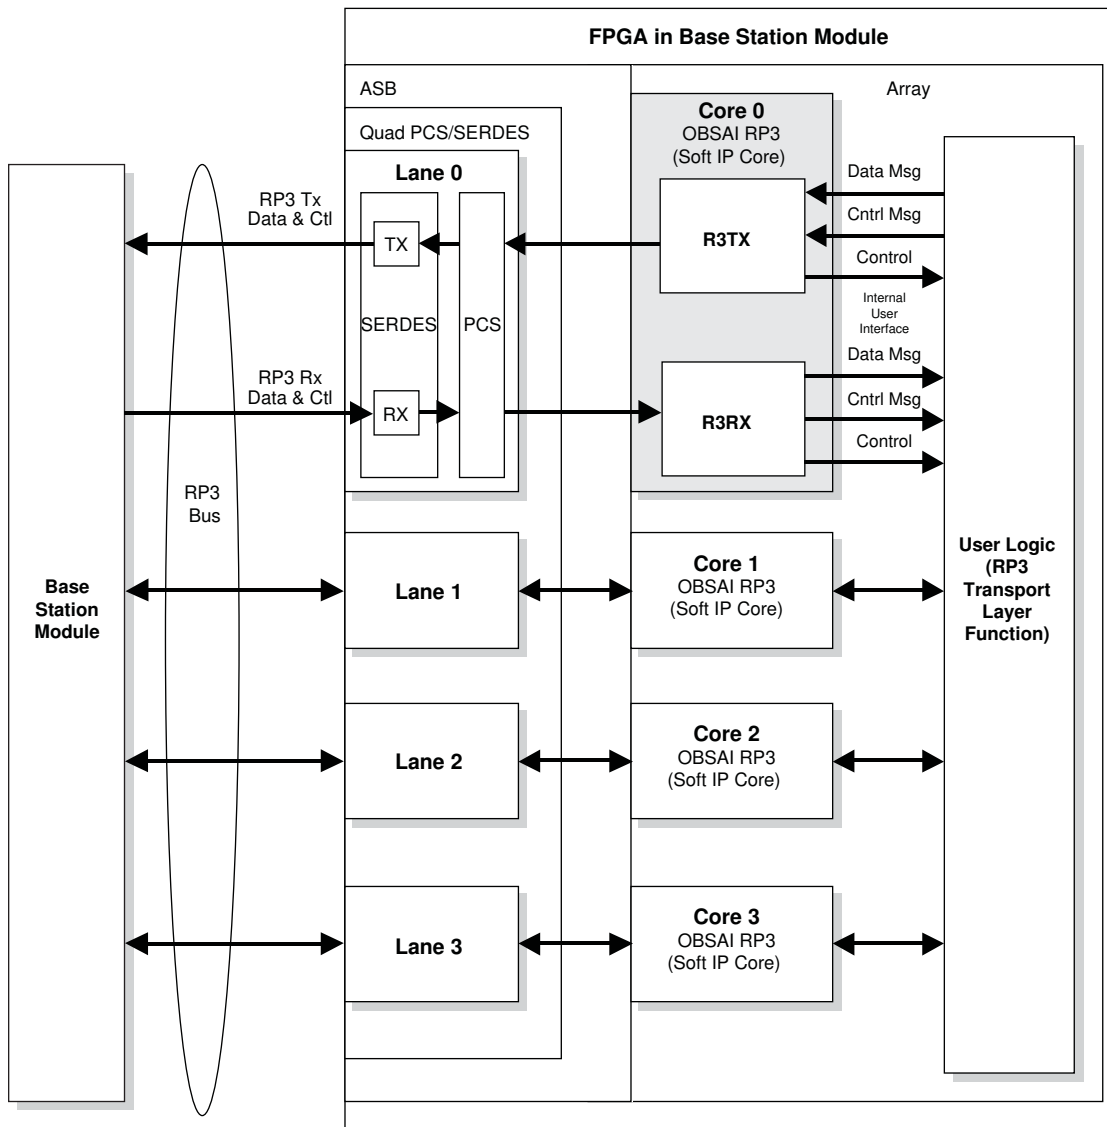 FPGA in Base Station Module
ASB
Array
Quad PCS/SERDES
Lane 0
Core 0
OBSAI RP3
(Soft IP Core)
RP3 Tx
Data & Ctl
TX
SERDES
PCS
RX
RP3 Rx
Data & Ctl
R3TX
R3RX
Data Msg
Cntrl Msg
Control
Internal
User
Interface
Data Msg
Cntrl Msg
Control
RP3
Bus
Base
Station
Module
Lane 1
Core 1
OBSAI RP3
(Soft IP Core)
User Logic
(RP3
Transport
Layer
Function)
Lane 2
Core 2
OBSAI RP3
(Soft IP Core)
Lane 3
Core 3
OBSAI RP3
(Soft IP Core)